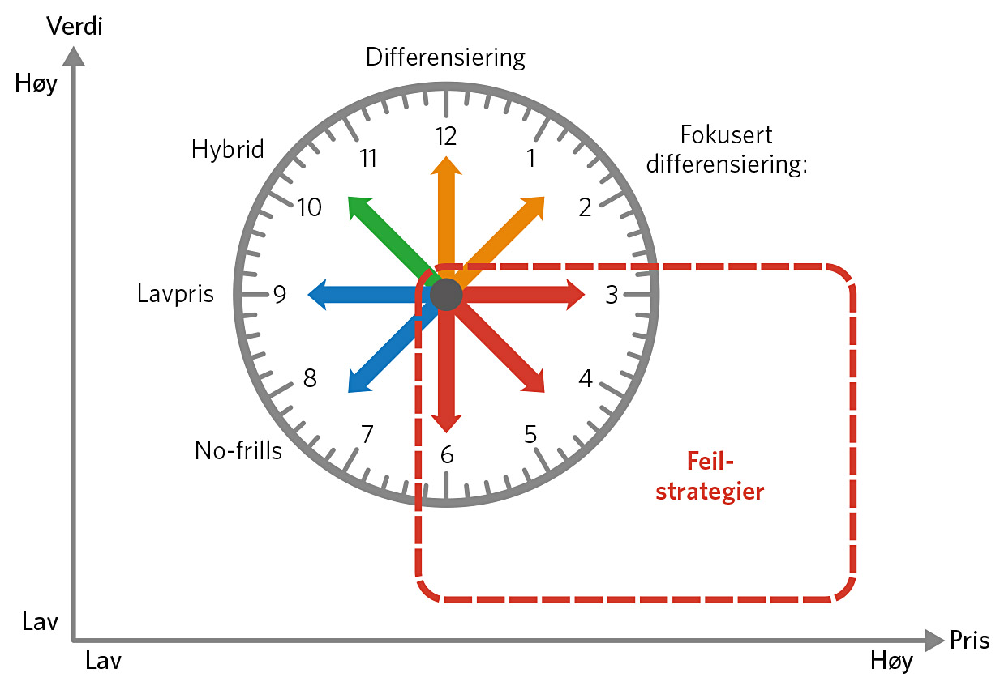 Verdi
Høy
Differensiering
Hybrid
Fokusert
differensiering:
12
11
1
10
2
Lavpris
9
3
8
4
7
5
6
No-frills
Feil-
strategier
Lav
Lav
Høy
Pris